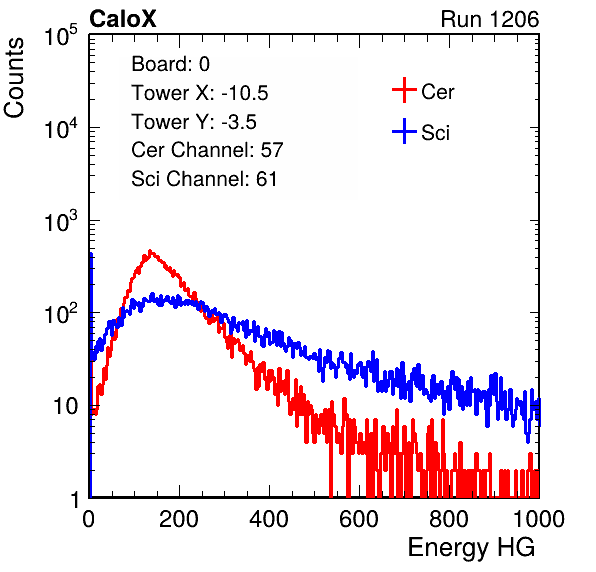 CaloX Run 1206
Counts
10^5
10^4
10^3
10^2
10
1
Board: 0
Tower X: -10.5
Tower Y: -3.5
Cer Channel: 57
Sci Channel: 61
Cer
Sci
0 200 400 600 800 1000
Energy HG